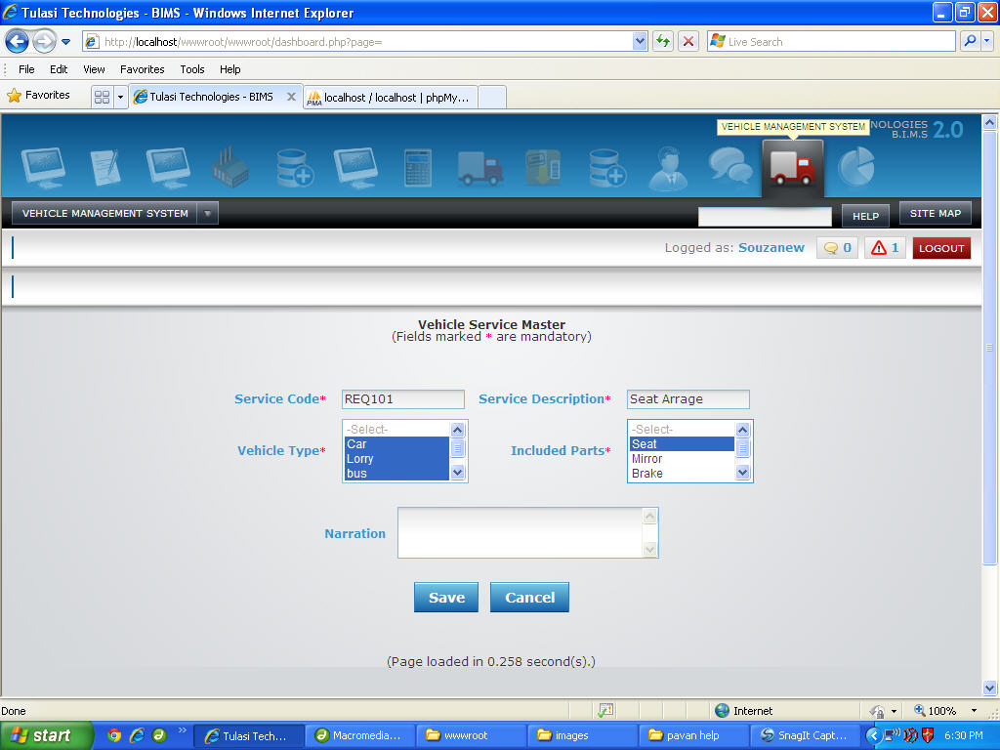 Tulasi Technologies - BIMS - Windows Internet Explorer
http://localhost/wwwroot/wwwroot/dashboard.php?page=
Live Search
File Edit View Favorites Tools Help
Favorites
Tulasi Technologies - BIMS
PMA localhost / localhost | phpMy...
VEHICLE MANAGEMENT SYSTEM
NOLOGIES
B.I.M.S
2.0
VEHICLE MANAGEMENT SYSTEM
HELP
SITE MAP
Logged as: Souzanew 0 1 LOGOUT
Vehicle Service Master
(Fields marked * are mandatory)
Service Code* REQ101 Service Description* Seat Arrage
Vehicle Type*
-Select-
Car
Lorry
bus
Included Parts*
-Select-
Seat
Mirror
Brake
Narration
Save Cancel
(Page loaded in 0.258 second(s).)
Done Internet 100%
start Tulasi Tech... Macromedia... wwwroot images pavan help SnagIt Capt... 6:30 PM